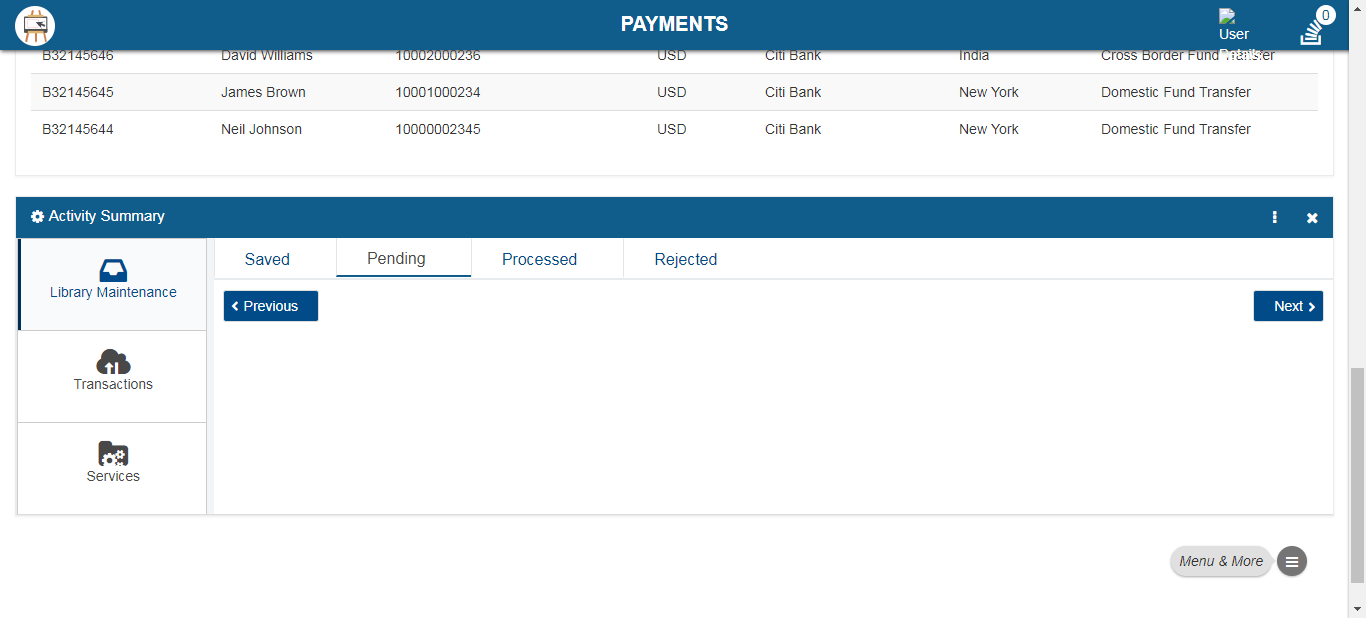 PAYMENTS
0
User
Details
B32145646 David Williams 10002000236 USD Citi Bank India Cross Border Fund Transfer
B32145645 James Brown 10001000234 USD Citi Bank New York Domestic Fund Transfer
B32145644 Neil Johnson 10000002345 USD Citi Bank New York Domestic Fund Transfer
Activity Summary
Library Maintenance
Transactions
Services
Saved Pending Processed Rejected
Previous Next
Menu & More